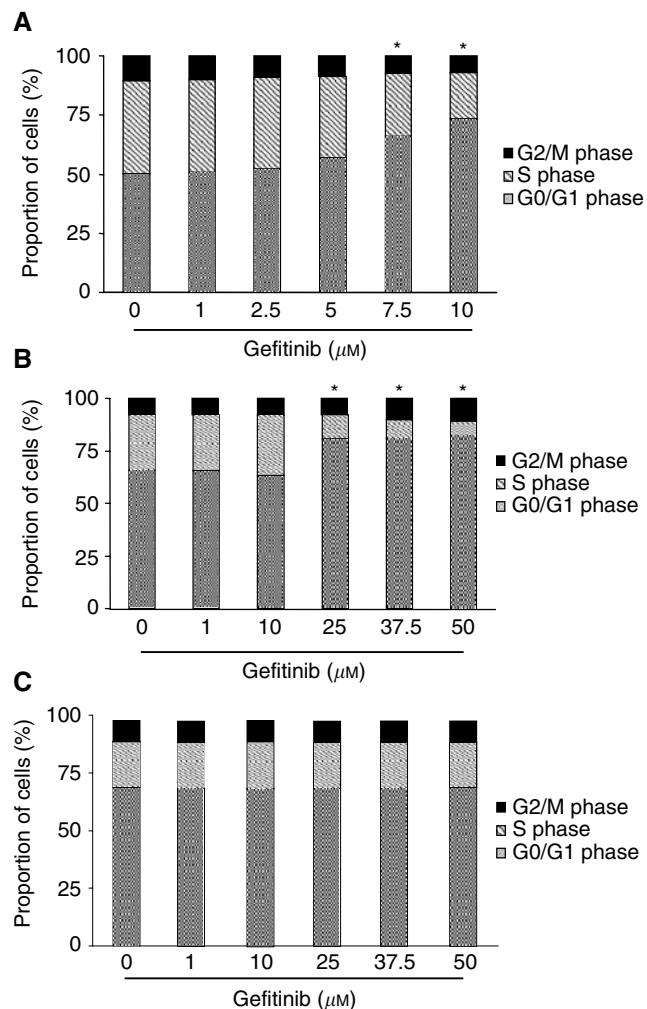 A
Proportion of cells (%)
100
75
50
25
0
* *
0 1 2.5 5 7.5 10
Gefitinib (μM)
G2/M phase
S phase
G0/G1 phase
B
Proportion of cells (%)
100
75
50
25
0
* * *
0 1 10 25 37.5 50
Gefitinib (μM)
G2/M phase
S phase
G0/G1 phase
C
Proportion of cells (%)
100
75
50
25
0
0 1 10 25 37.5 50
Gefitinib (μM)
G2/M phase
S phase
G0/G1 phase